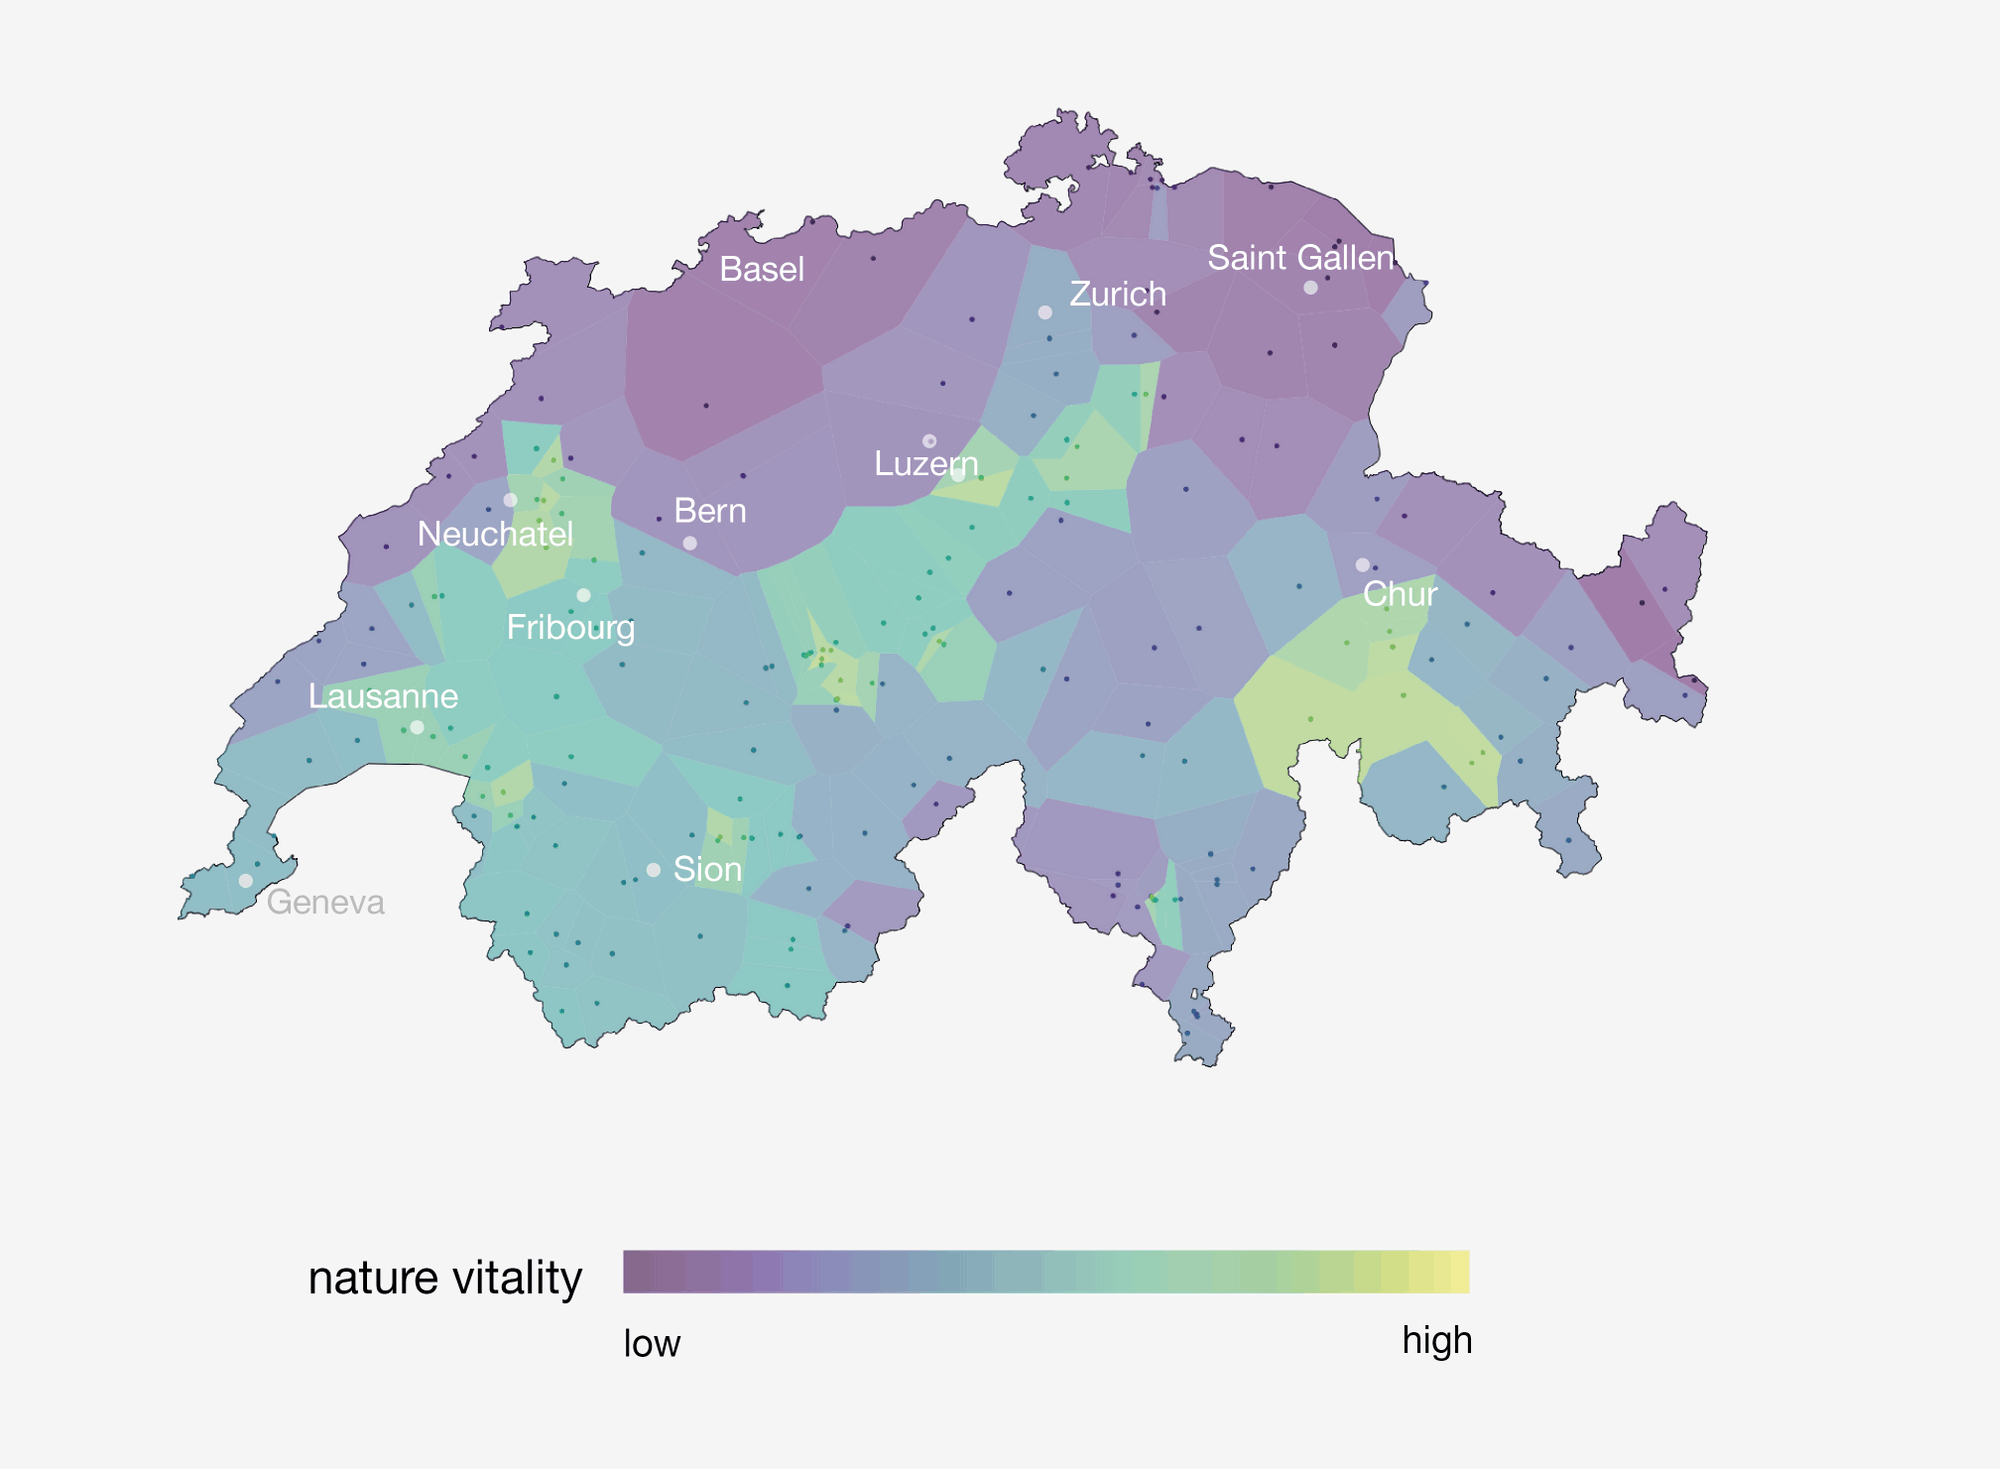 Basel
Saint Gallen
Zurich
Luzern
Bern
Neuchatel
Chur
Fribourg
Lausanne
Sion
Geneva
nature vitality
low
high